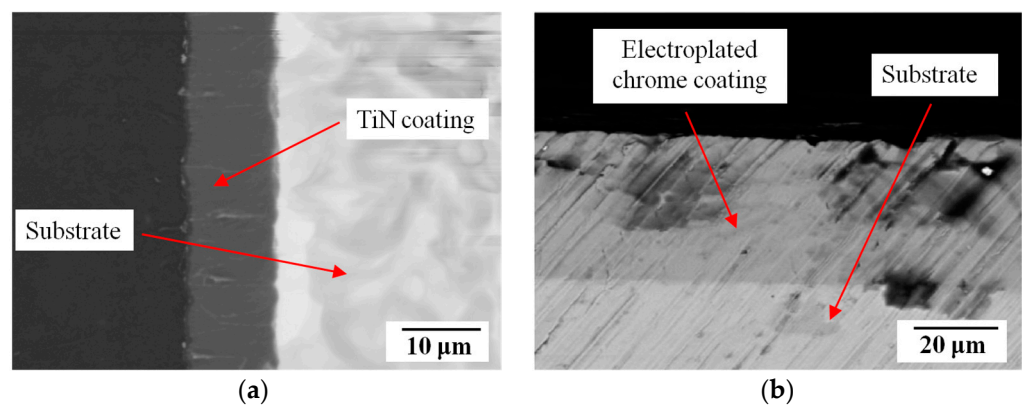 TiN coating
Substrate
10 μm
(a)
Electroplated
chrome coating
Substrate
20 μm
(b)